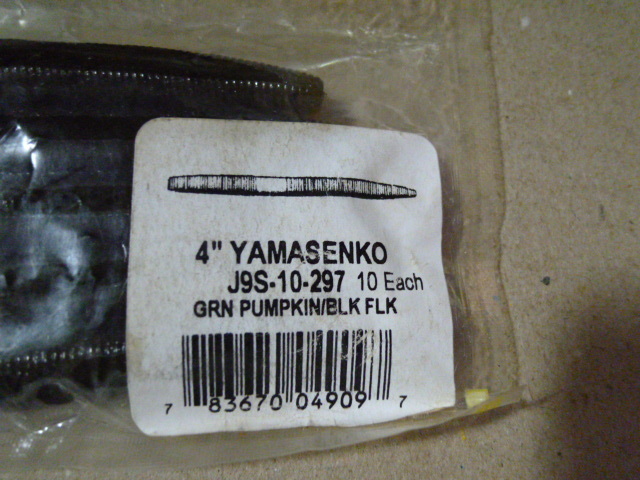 4" YAMASENKO
J9S-10-297 10 Each
GRN PUMPKIN/BLK FLK
7 83670 04909 7